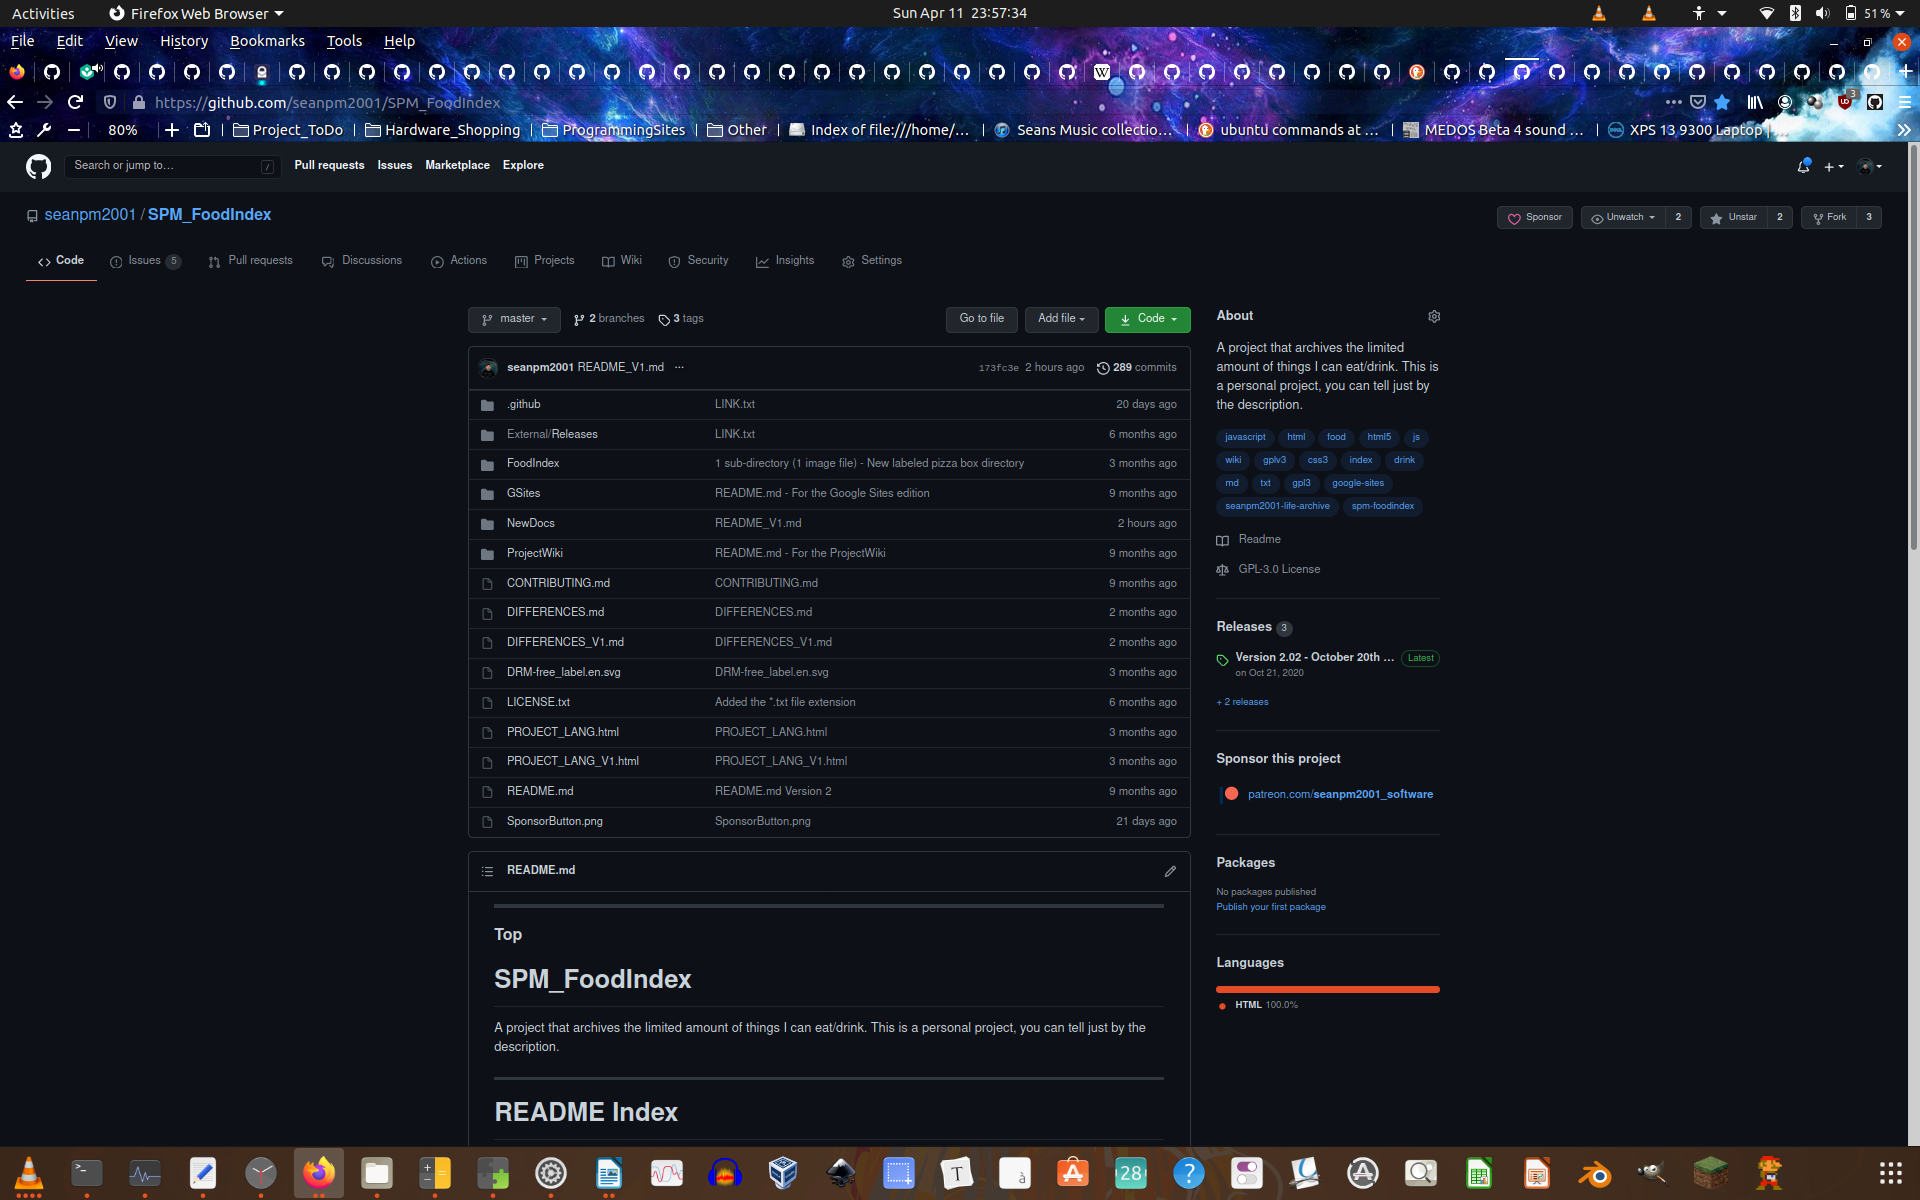 Activities
Firefox Web Browser
Sun Apr 11 23:57:34
51 %
File Edit View History Bookmarks Tools Help
https://github.com/seanpm2001/SPM_FoodIndex
3
80%
Project_ToDo
Hardware_Shopping
ProgrammingSites
Other
Index of file:///home/...
Seans Music collectio...
ubuntu commands at ...
MEDOS Beta 4 sound ...
XPS 13 9300 Laptop | ...
Search or jump to...
/
Pull requests Issues Marketplace Explore
seanpm2001 / SPM_FoodIndex
Sponsor
Unwatch 2
Unstar 2
Fork 3
Code
Issues 5
Pull requests
Discussions
Actions
Projects
Wiki
Security
Insights
Settings
master
2 branches
3 tags
Go to file
Add file
Code
seanpm2001 README_V1.md ...
173fc3e 2 hours ago
289 commits
.github LINK.txt 20 days ago
External/Releases LINK.txt 6 months ago
FoodIndex 1 sub-directory (1 image file) - New labeled pizza box directory 3 months ago
GSites README.md - For the Google Sites edition 9 months ago
NewDocs README_V1.md 2 hours ago
ProjectWiki README.md - For the ProjectWiki 9 months ago
CONTRIBUTING.md CONTRIBUTING.md 9 months ago
DIFFERENCES.md DIFFERENCES.md 2 months ago
DIFFERENCES_V1.md DIFFERENCES_V1.md 2 months ago
DRM-free_label.en.svg DRM-free_label.en.svg 3 months ago
LICENSE.txt Added the *.txt file extension 6 months ago
PROJECT_LANG.html PROJECT_LANG.html 3 months ago
PROJECT_LANG_V1.html PROJECT_LANG_V1.html 3 months ago
README.md README.md Version 2 9 months ago
SponsorButton.png SponsorButton.png 21 days ago
README.md
Top
SPM_FoodIndex
A project that archives the limited amount of things I can eat/drink. This is a personal project, you can tell just by the
description.
README Index
About
A project that archives the limited
amount of things I can eat/drink. This is
a personal project, you can tell just by
the description.
javascript html food html5 js
wiki gplv3 css3 index drink
md txt gpl3 google-sites
seanpm2001-life-archive spm-foodindex
Readme
GPL-3.0 License
Releases 3
Version 2.02 - October 20th ... Latest
on Oct 21, 2020
+ 2 releases
Sponsor this project
patreon.com/seanpm2001_software
Packages
No packages published
Publish your first package
Languages
HTML 100.0%